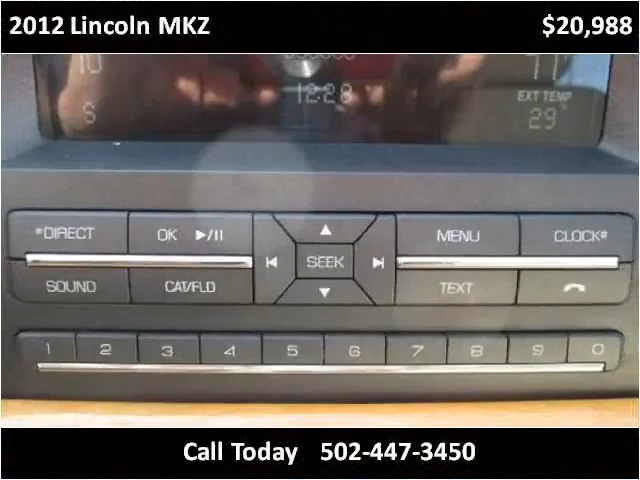 2012 Lincoln MKZ $20,988
10
12:28
EXT TEMP
S 29°
*DIRECT OK ►/II ▲ MENU CLOCK#
SEEK
SOUND CAT/FLD ▼ TEXT
1 2 3 4 5 6 7 8 9 0
Call Today 502-447-3450